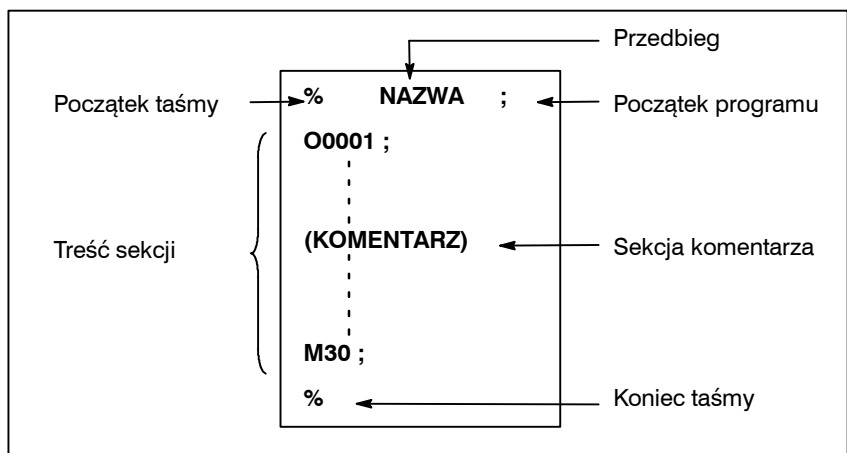 Przedbieg
Początek taśmy % NAZWA ; Początek programu
O0001 ;
Treść sekcji (KOMENTARZ) Sekcja komentarza
M30 ;
% Koniec taśmy